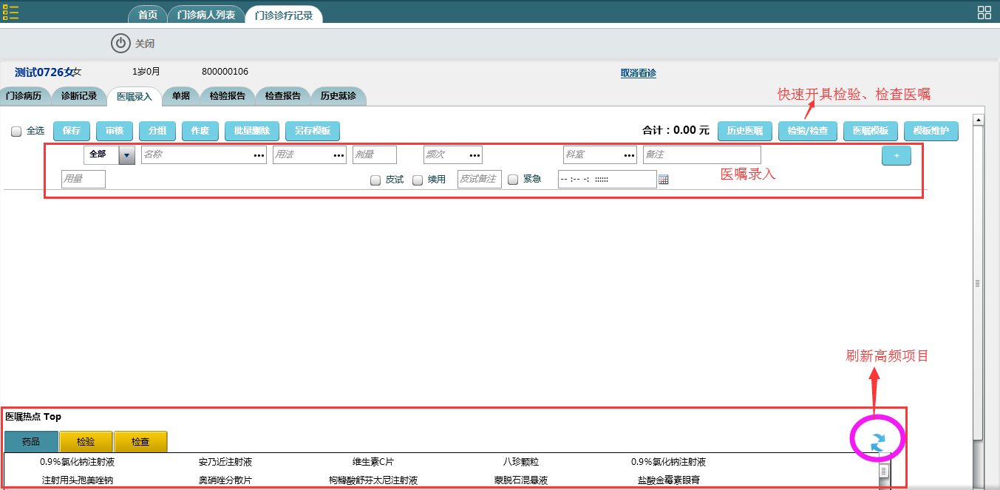 首页 门诊病人列表 门诊诊疗记录
关闭
测试0726女女 1岁0月 800000106 取消看诊
快速开具检验、检查医嘱
门诊病历 诊断记录 医嘱录入 单据 检验报告 检查报告 历史就诊
全选 保存 审核 分组 作废 批量删除 另存模板 合计：0.00 元 历史医嘱 检验/检查 医嘱模板 模板维护
全部 名称 ••• 用法 ••• 剂量 频次 ••• 科室 ••• 备注 +
用量 皮试 续用 皮试备注 紧急 -- :-- -: :::::: 医嘱录入
刷新高频项目
医嘱热点 Top
药品 检验 检查
0.9%氯化钠注射液 安乃近注射液 维生素C片 八珍颗粒 0.9%氯化钠注射液
注射用头孢美唑钠 奥硝唑分散片 枸橼酸舒芬太尼注射液 蒙脱石混悬液 盐酸金霉素眼膏